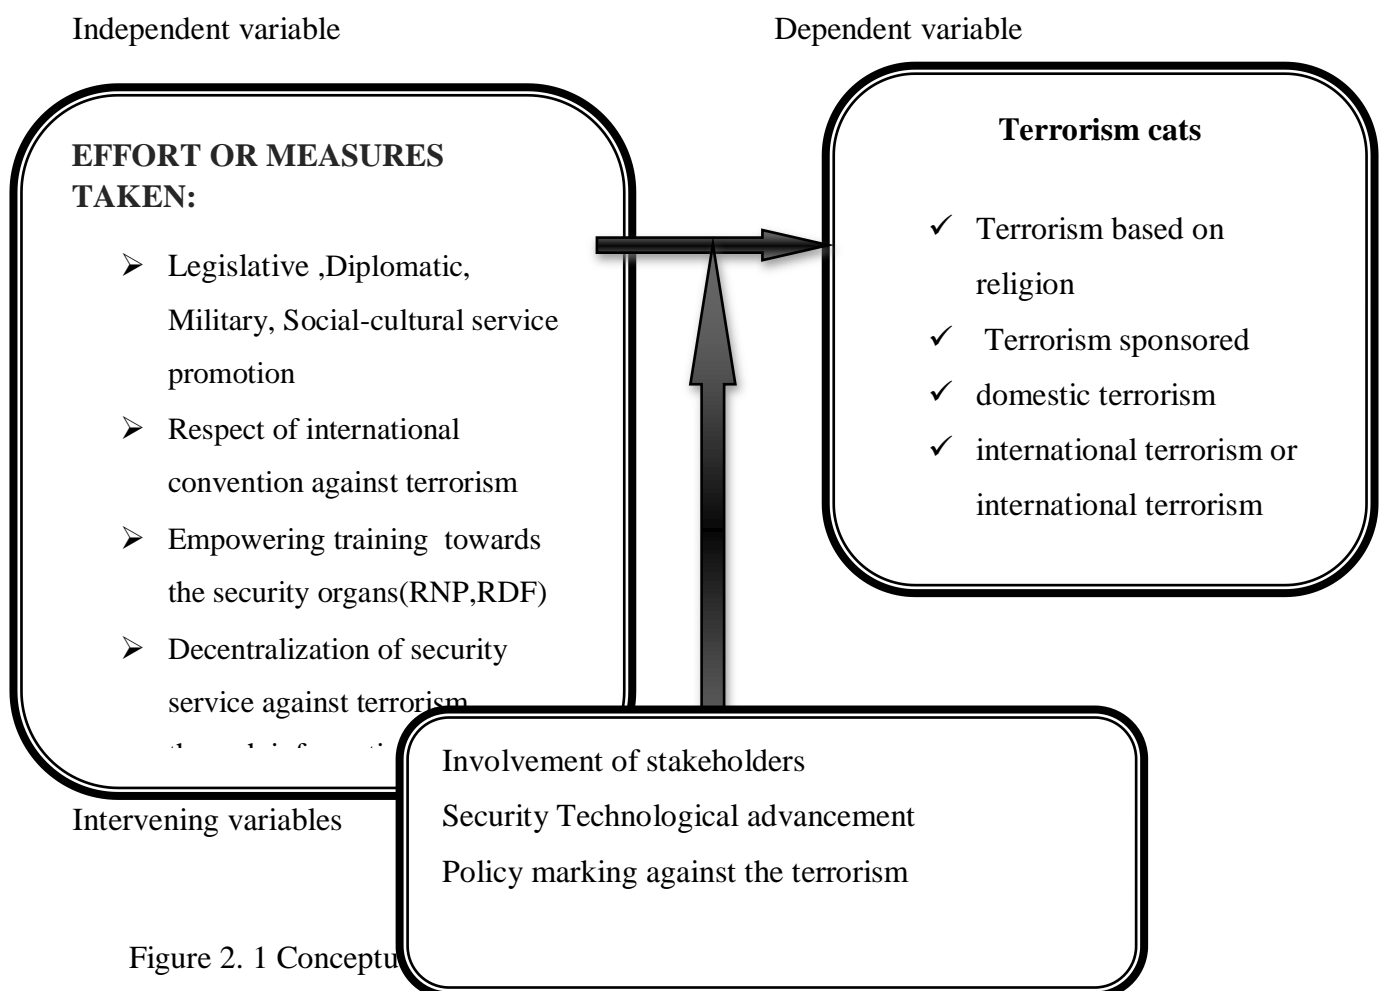 Independent variable
Dependent variable
EFFORT OR MEASURES
TAKEN:
➢ Legislative ,Diplomatic,
Military, Social-cultural service
promotion
➢ Respect of international
convention against terrorism
➢ Empowering training towards
the security organs(RNP,RDF)
➢ Decentralization of security
service against terrorism
Terrorism cats
✓ Terrorism based on
religion
✓ Terrorism sponsored
✓ domestic terrorism
✓ international terrorism or
international terrorism
Intervening variables
Involvement of stakeholders
Security Technological advancement
Policy marking against the terrorism
Figure 2. 1 Conceptu